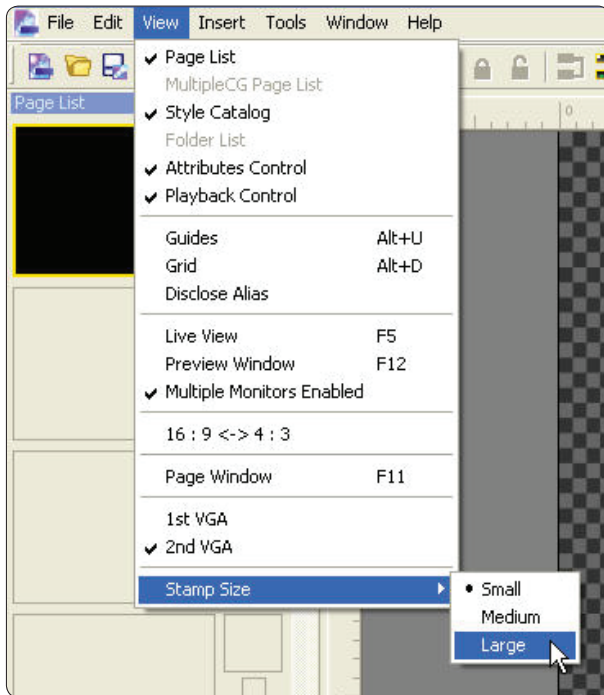 File Edit View Insert Tools Window Help
Page List
Page List
MultipleCG Page List
Style Catalog
Folder List
Attributes Control
Playback Control
Guides Alt+U
Grid Alt+D
Disclose Alias
Live View F5
Preview Window F12
Multiple Monitors Enabled
16 : 9 <-> 4 : 3
Page Window F11
1st VGA
2nd VGA
Stamp Size
Small
Medium
Large
0